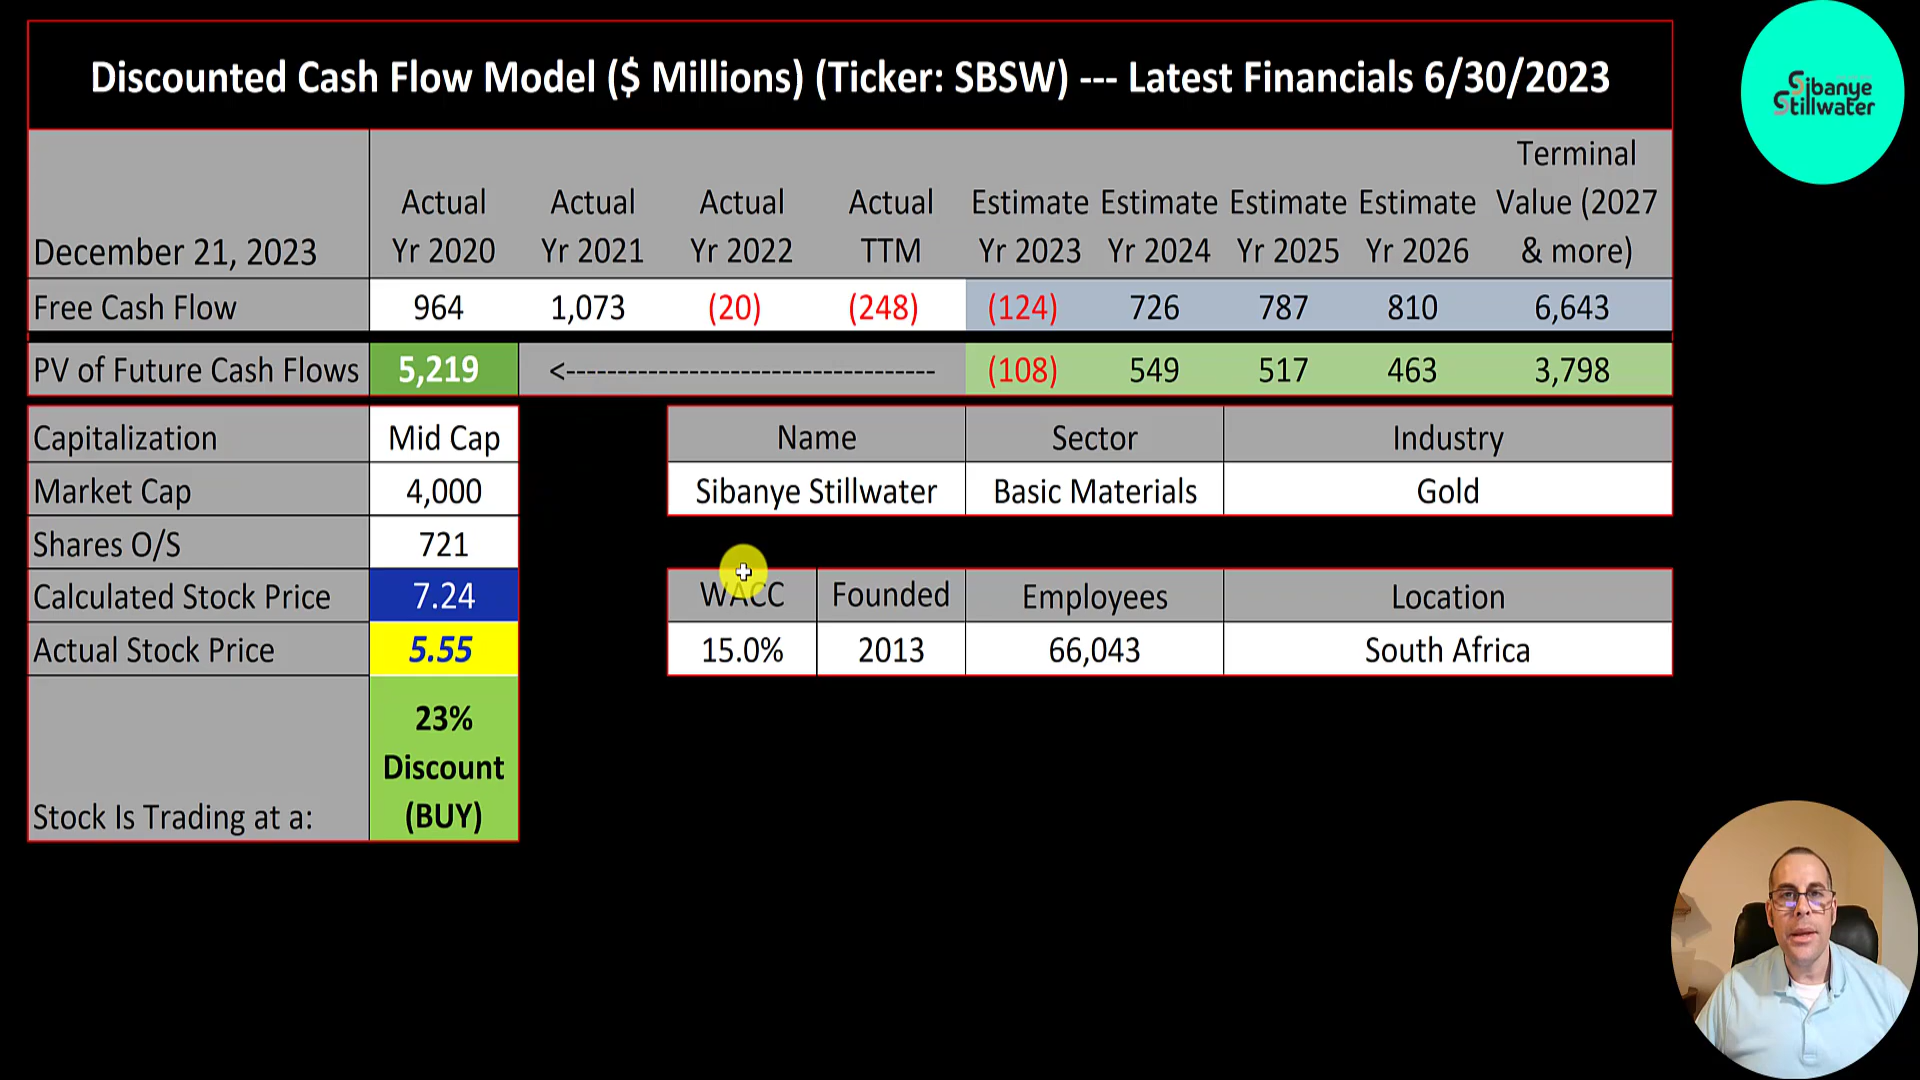 Discounted Cash Flow Model ($ Millions) (Ticker: SBSW) --- Latest Financials 6/30/2023
Sibanye
Stillwater
December 21, 2023 Actual Yr 2020 Actual Yr 2021 Actual Yr 2022 Actual TTM Estimate Yr 2023 Estimate Yr 2024 Estimate Yr 2025 Estimate Yr 2026 Terminal Value (2027 & more)
Free Cash Flow 964 1,073 (20) (248) (124) 726 787 810 6,643
PV of Future Cash Flows 5,219 <------------------------------------ (108) 549 517 463 3,798
Capitalization Mid Cap
Market Cap 4,000
Shares O/S 721
Calculated Stock Price 7.24
Actual Stock Price 5.55
Stock Is Trading at a: 23% Discount (BUY)
Name Sector Industry
Sibanye Stillwater Basic Materials Gold
WACC Founded Employees Location
15.0% 2013 66,043 South Africa